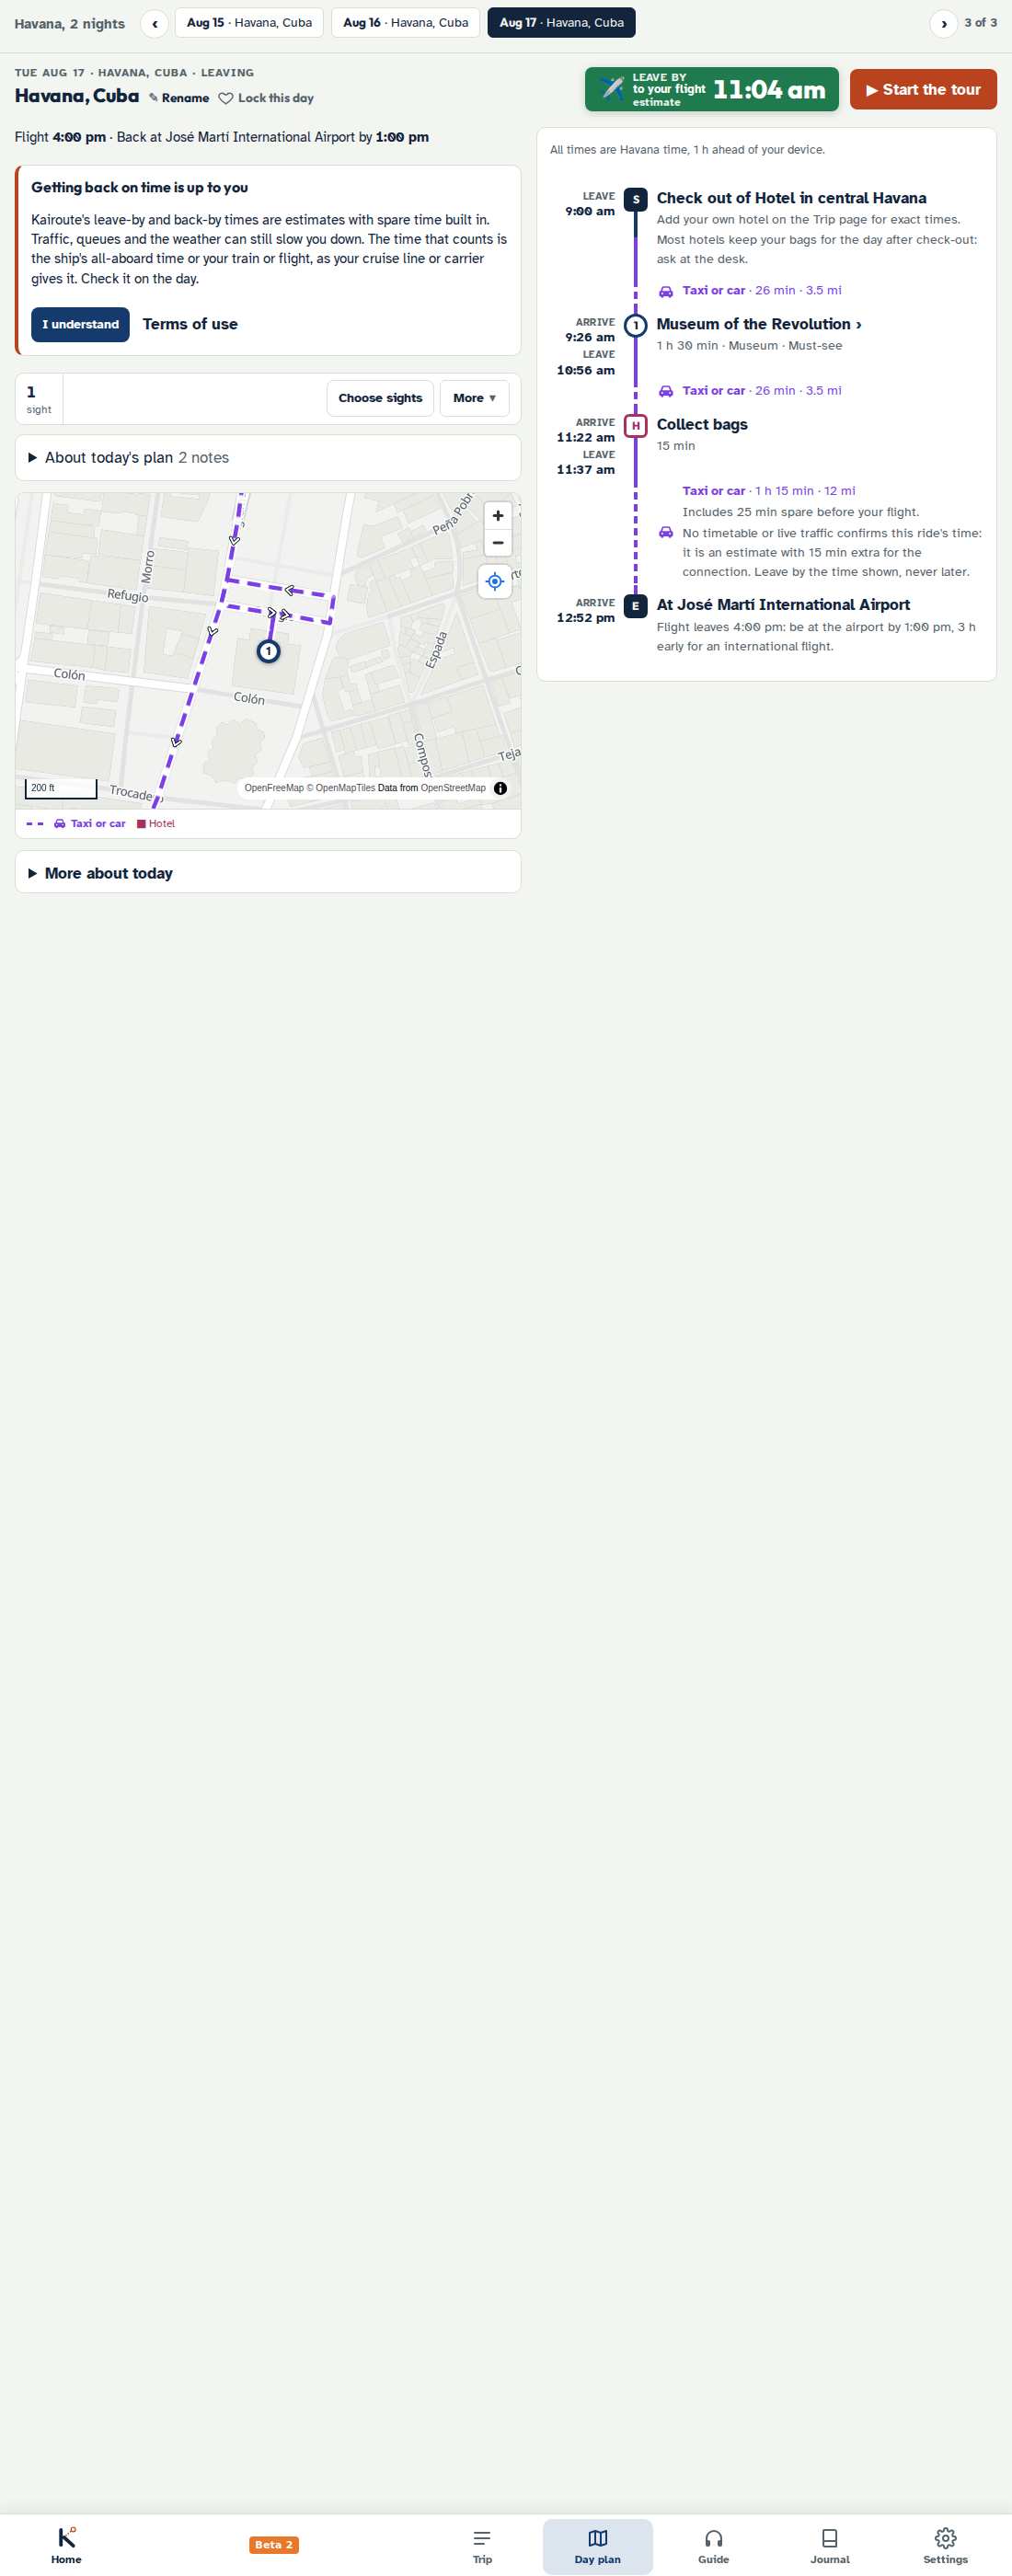 Havana, 2 nights
‹
Aug 15 · Havana, Cuba
Aug 16 · Havana, Cuba
Aug 17 · Havana, Cuba
›
3 of 3
TUE AUG 17 · HAVANA, CUBA · LEAVING
Havana, Cuba
✎ Rename
Lock this day
LEAVE BY
to your flight
estimate
11:04 am
▶ Start the tour
Flight 4:00 pm · Back at José Martí International Airport by 1:00 pm
Getting back on time is up to you
Kairoute's leave-by and back-by times are estimates with spare time built in.
Traffic, queues and the weather can still slow you down. The time that counts is
the ship's all-aboard time or your train or flight, as your cruise line or carrier
gives it. Check it on the day.
I understand
Terms of use
1
sight
Choose sights
More ▼
▶ About today's plan 2 notes
Peña Pobr
Morro
Refugio
Espada
Colón
Colón
Compos
Teja
Trocade
1
+
−
200 ft
OpenFreeMap © OpenMapTiles Data from OpenStreetMap
Taxi or car
Hotel
▶ More about today
All times are Havana time, 1 h ahead of your device.
LEAVE
9:00 am
S
Check out of Hotel in central Havana
Add your own hotel on the Trip page for exact times.
Most hotels keep your bags for the day after check-out:
ask at the desk.
Taxi or car · 26 min · 3.5 mi
ARRIVE
9:26 am
LEAVE
10:56 am
1
Museum of the Revolution ›
1 h 30 min · Museum · Must-see
Taxi or car · 26 min · 3.5 mi
ARRIVE
11:22 am
LEAVE
11:37 am
H
Collect bags
15 min
Taxi or car · 1 h 15 min · 12 mi
Includes 25 min spare before your flight.
No timetable or live traffic confirms this ride's time:
it is an estimate with 15 min extra for the
connection. Leave by the time shown, never later.
ARRIVE
12:52 pm
E
At José Martí International Airport
Flight leaves 4:00 pm: be at the airport by 1:00 pm, 3 h
early for an international flight.
Home
Beta 2
Trip
Day plan
Guide
Journal
Settings